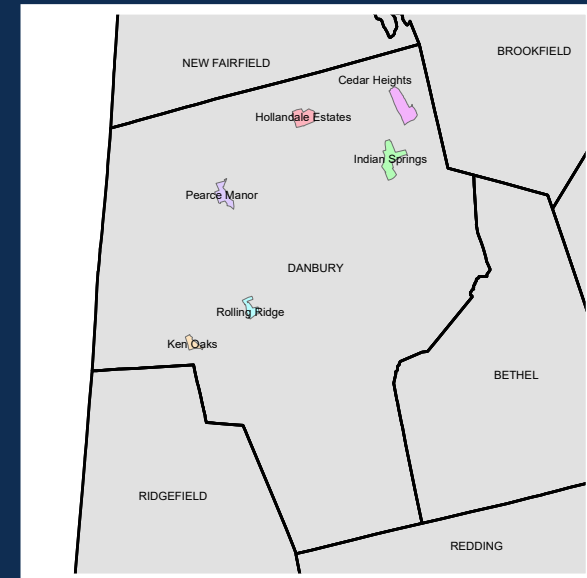 BROOKFIELD
NEW FAIRFIELD
Cedar Heights
Hollandale Estates
Indian Springs
Pearce Manor
DANBURY
Rolling Ridge
Ken Oaks
BETHEL
RIDGEFIELD
REDDING